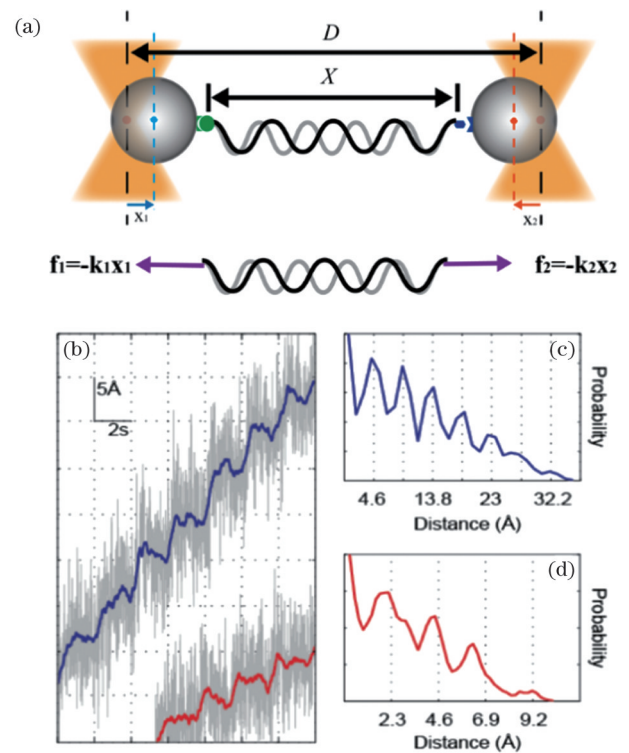 (a)
D
X
x₁
x₂
f₁=-k₁x₁
f₂=-k₂x₂
(b)
5Å
2s
(c)
Probability
4.6 13.8 23 32.2
Distance (Å)
(d)
Probability
2.3 4.6 6.9 9.2
Distance (Å)